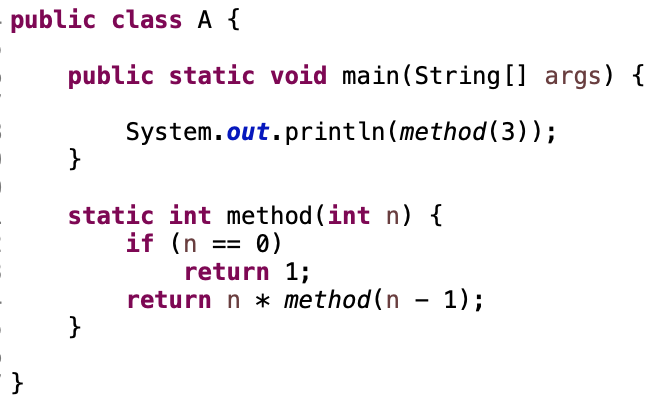 public class A {
public static void main(String[] args) {
System.out.println(method(3));
}
static int method(int n) {
if (n == 0)
return 1;
return n * method(n - 1);
}
}